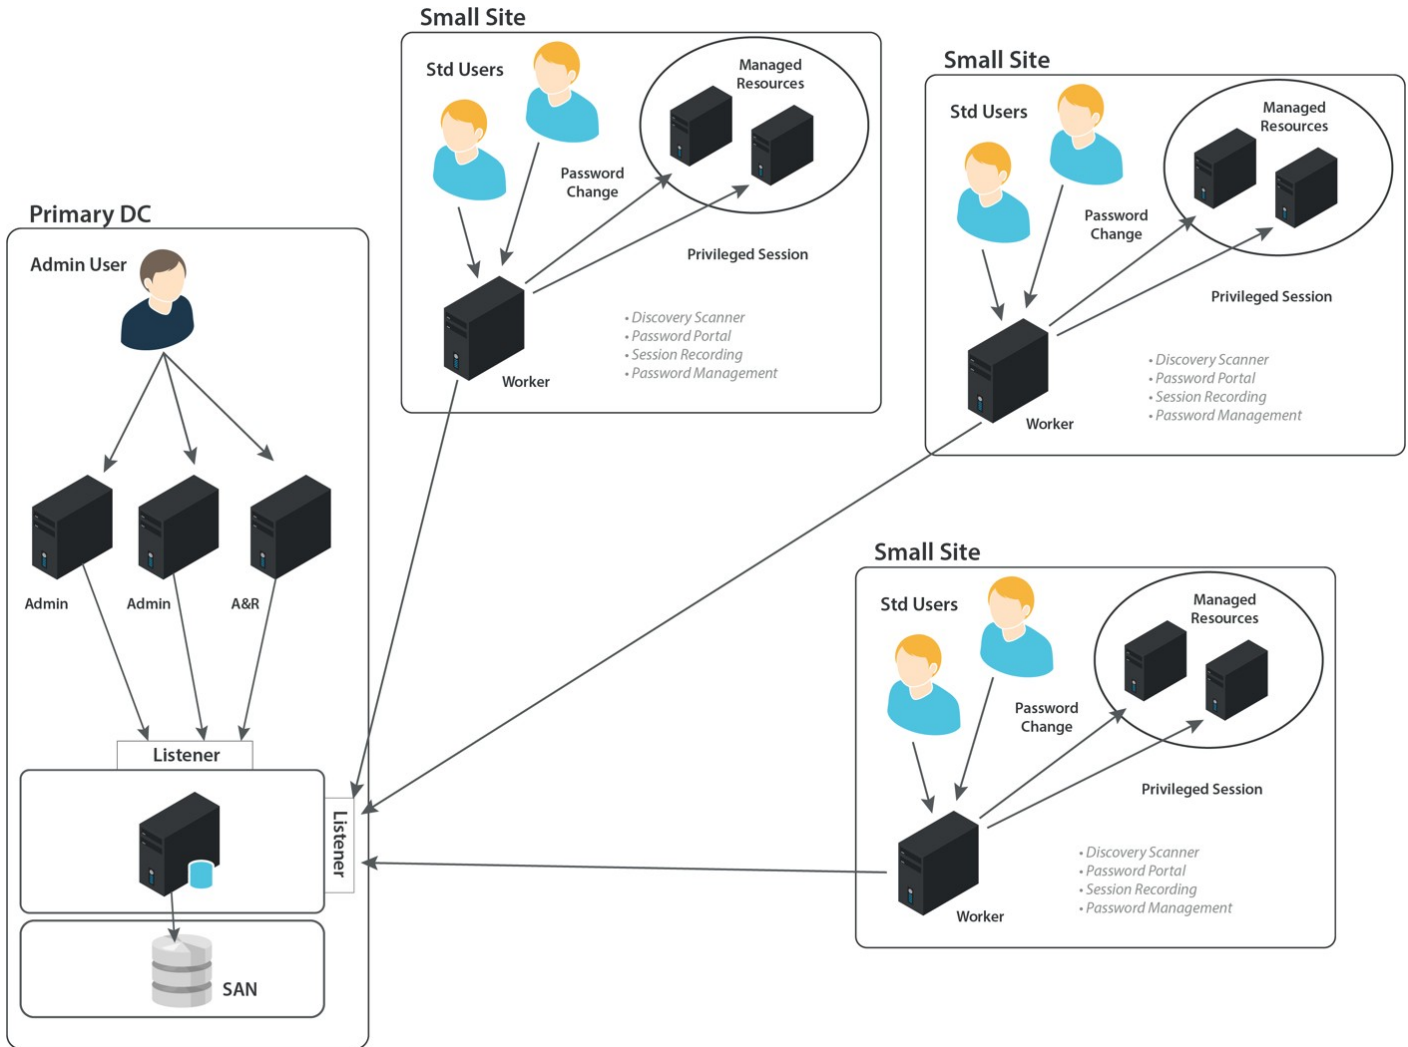 Primary DC
Admin User
Admin
Admin
A&R
Listener
Listener
SAN
Small Site
Std Users
Managed
Resources
Password
Change
Privileged Session
• Discovery Scanner
• Password Portal
• Session Recording
• Password Management
Worker
Small Site
Std Users
Managed
Resources
Password
Change
Privileged Session
• Discovery Scanner
• Password Portal
• Session Recording
• Password Management
Worker
Small Site
Std Users
Managed
Resources
Password
Change
Privileged Session
• Discovery Scanner
• Password Portal
• Session Recording
• Password Management
Worker